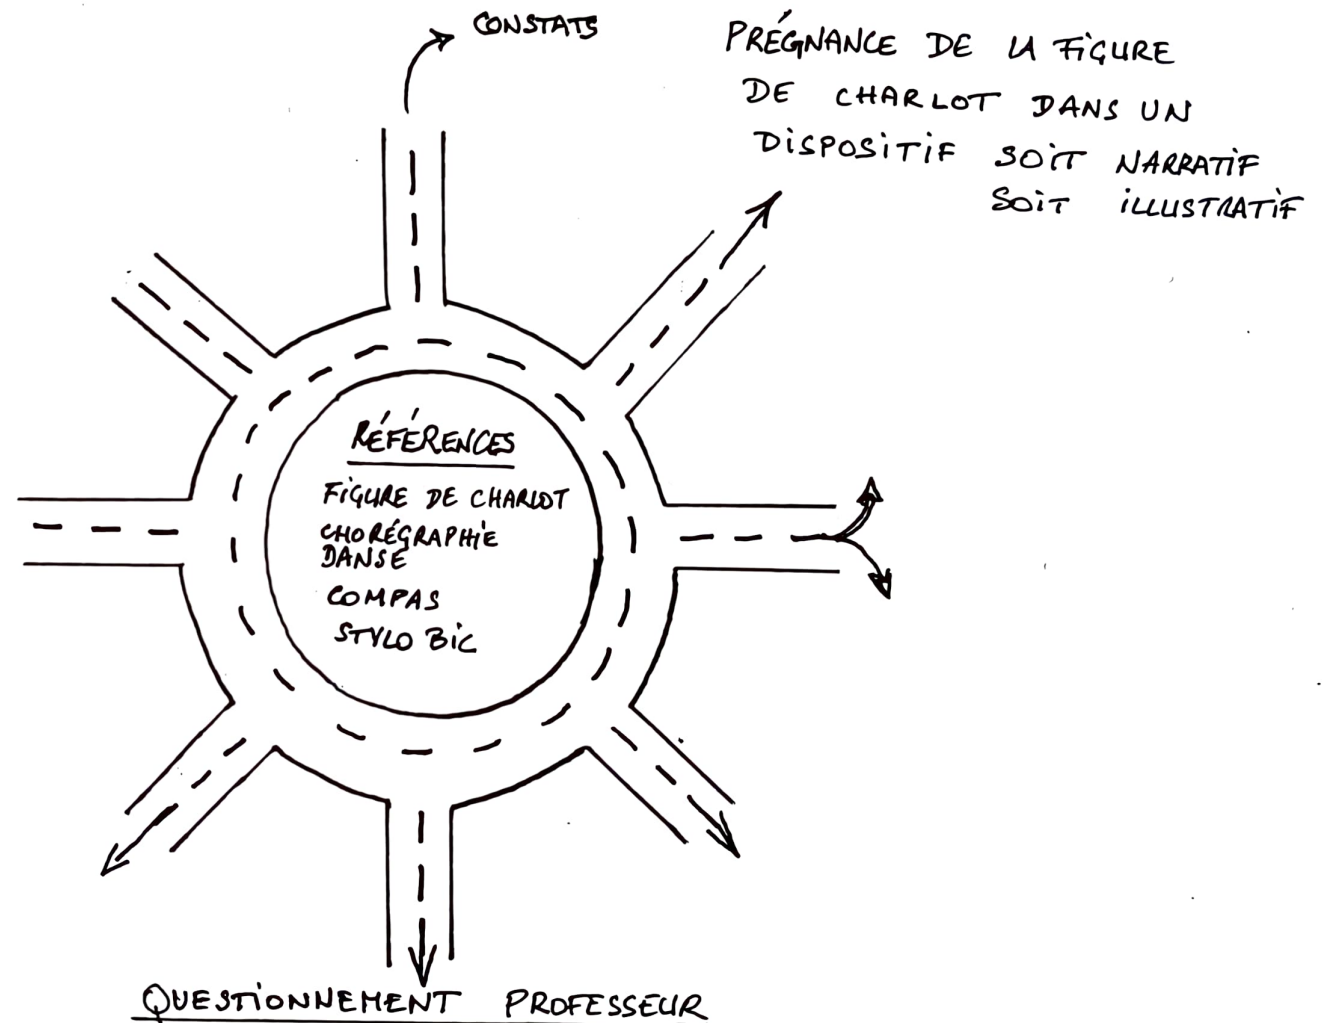 CONSTATS
PRÉGNANCE DE LA FIGURE
DE CHARLOT DANS UN
DISPOSITIF SOIT NARRATIF
SOIT ILLUSTRATIF
RÉFÉRENCES
FIGURE DE CHARLOT
CHORÉGRAPHIE
DANSE
COMPAS
STYLO BIC
QUESTIONNEMENT PROFESSEUR